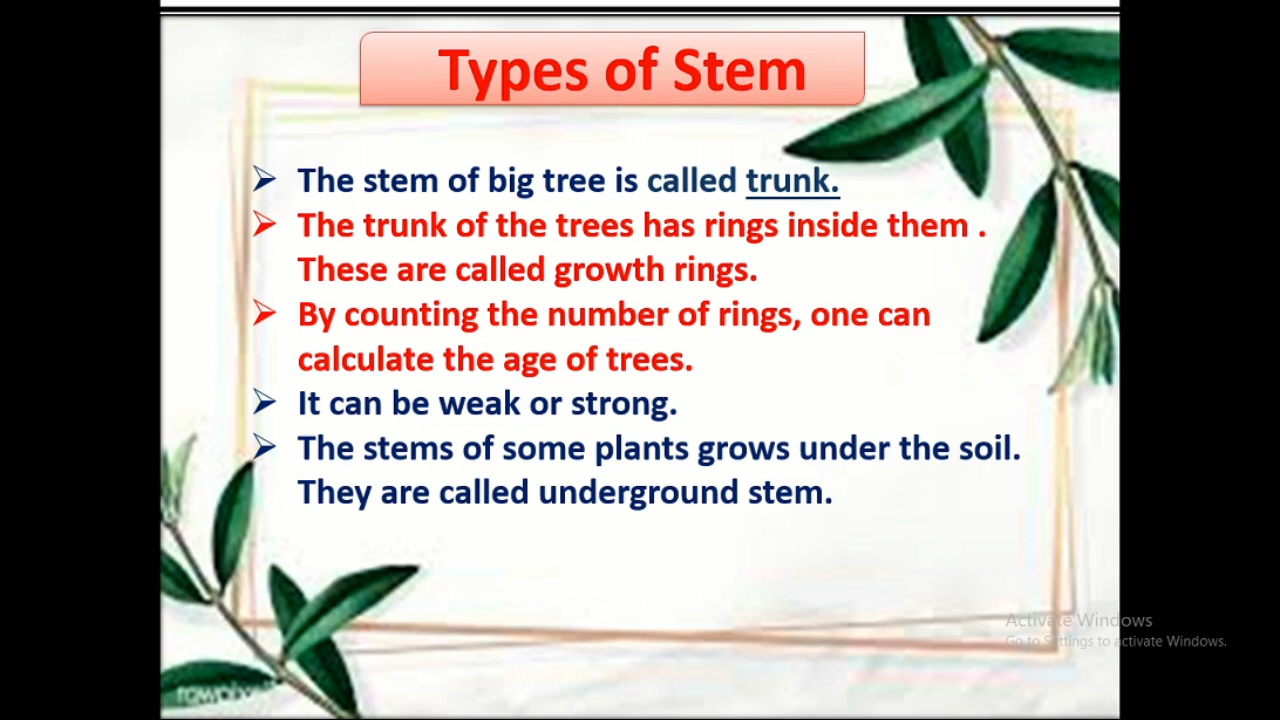 Types of Stem
➢ The stem of big tree is called trunk.
➢ The trunk of the trees has rings inside them .
These are called growth rings.
➢ By counting the number of rings, one can
calculate the age of trees.
➢ It can be weak or strong.
➢ The stems of some plants grows under the soil.
They are called underground stem.
Activate Windows
Go to Settings to activate Windows.